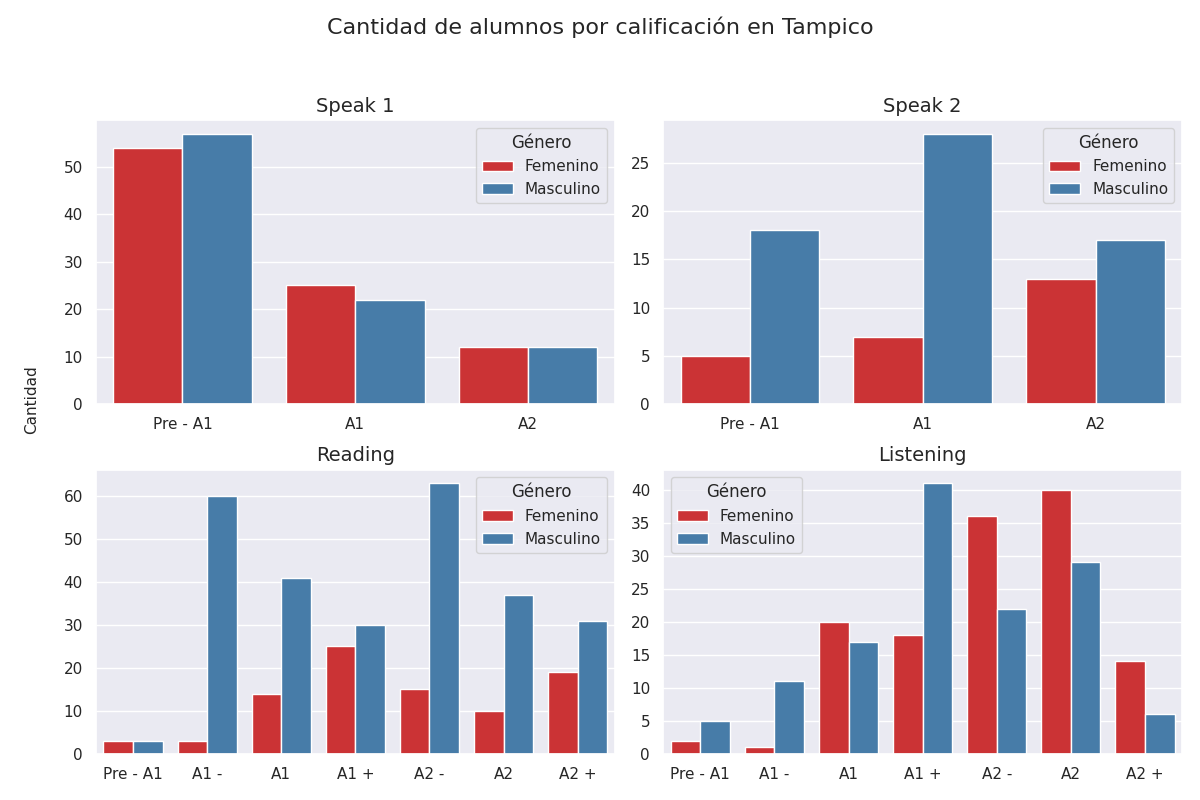 Cantidad de alumnos por calificación en Tampico
Cantidad
Speak 1
50
40
30
20
10
0
Género
Femenino
Masculino
Pre - A1 A1 A2
Speak 2
25
20
15
10
5
0
Género
Femenino
Masculino
Pre - A1 A1 A2
Reading
60
50
40
30
20
10
0
Género
Femenino
Masculino
Pre - A1 A1 - A1 A1 + A2 - A2 A2 +
Listening
40
35
30
25
20
15
10
5
0
Género
Femenino
Masculino
Pre - A1 A1 - A1 A1 + A2 - A2 A2 +